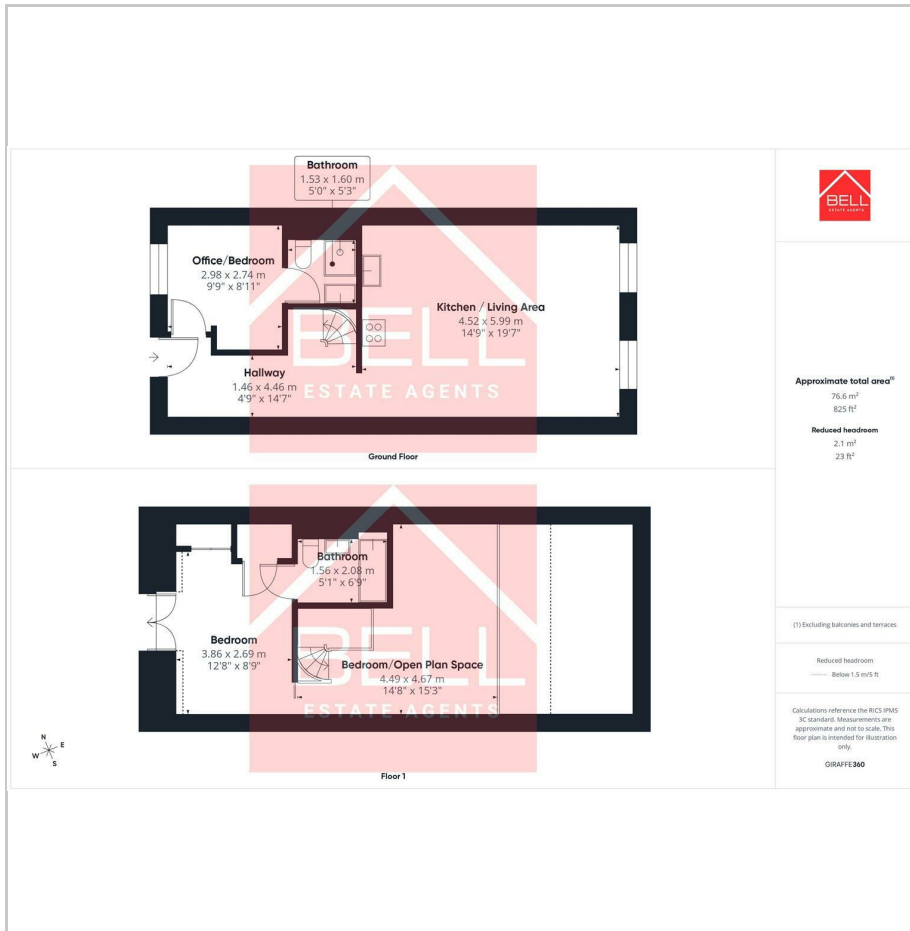 Bathroom
1.53 x 1.60 m
5'0" x 5'3"
Office/Bedroom
2.98 x 2.74 m
9'9" x 8'11"
Kitchen / Living Area
4.52 x 5.99 m
14'9" x 19'7"
Hallway
1.46 x 4.46 m
4'9" x 14'7"
BELL
ESTATE AGENTS
Ground Floor
Bathroom
1.56 x 2.08 m
5'1" x 6'9"
Bedroom
3.86 x 2.69 m
12'8" x 8'9"
Bedroom/Open Plan Space
4.49 x 4.67 m
14'8" x 15'3"
BELL
ESTATE AGENTS
N
E
W
S
Floor 1
BELL
ESTATE AGENTS
Approximate total area(1)
76.6 m²
825 ft²
Reduced headroom
2.1 m²
23 ft²
(1) Excluding balconies and terraces
Reduced headroom
Below 1.5 m/5 ft
Calculations reference the RICS IPMS
3C standard. Measurements are
approximate and not to scale. This
floor plan is intended for illustration
only.
GIRAFFE360